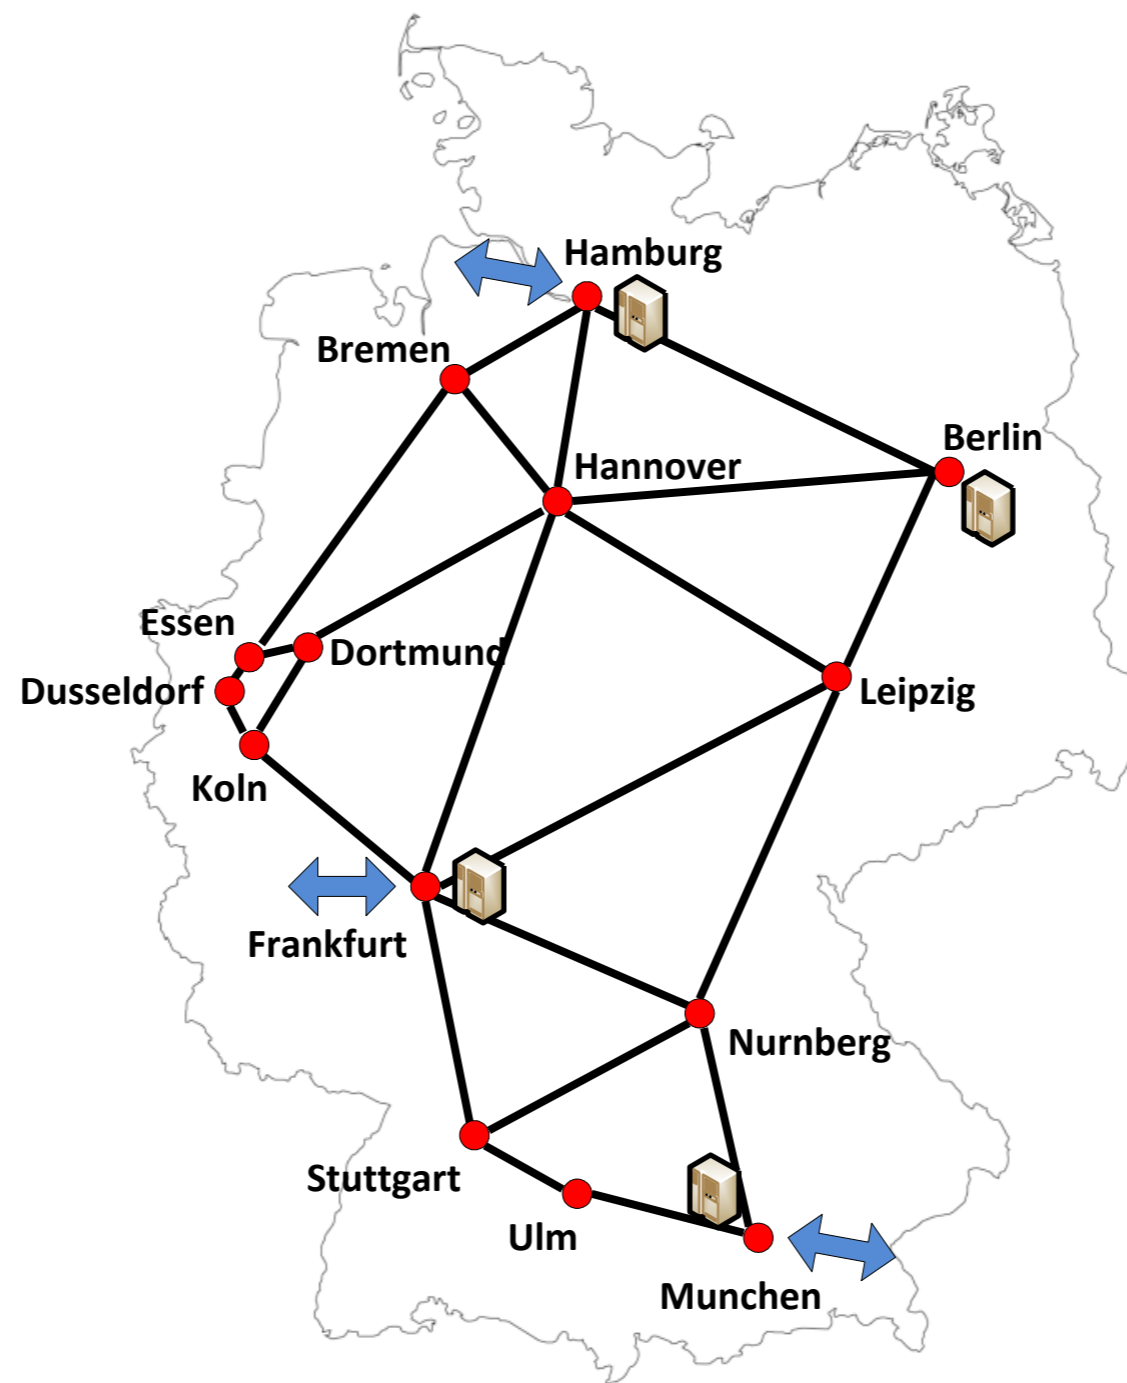 Hamburg
Bremen
Berlin
Hannover
Essen
Dortmund
Dusseldorf
Leipzig
Koln
Frankfurt
Nurnberg
Stuttgart
Ulm
Munchen